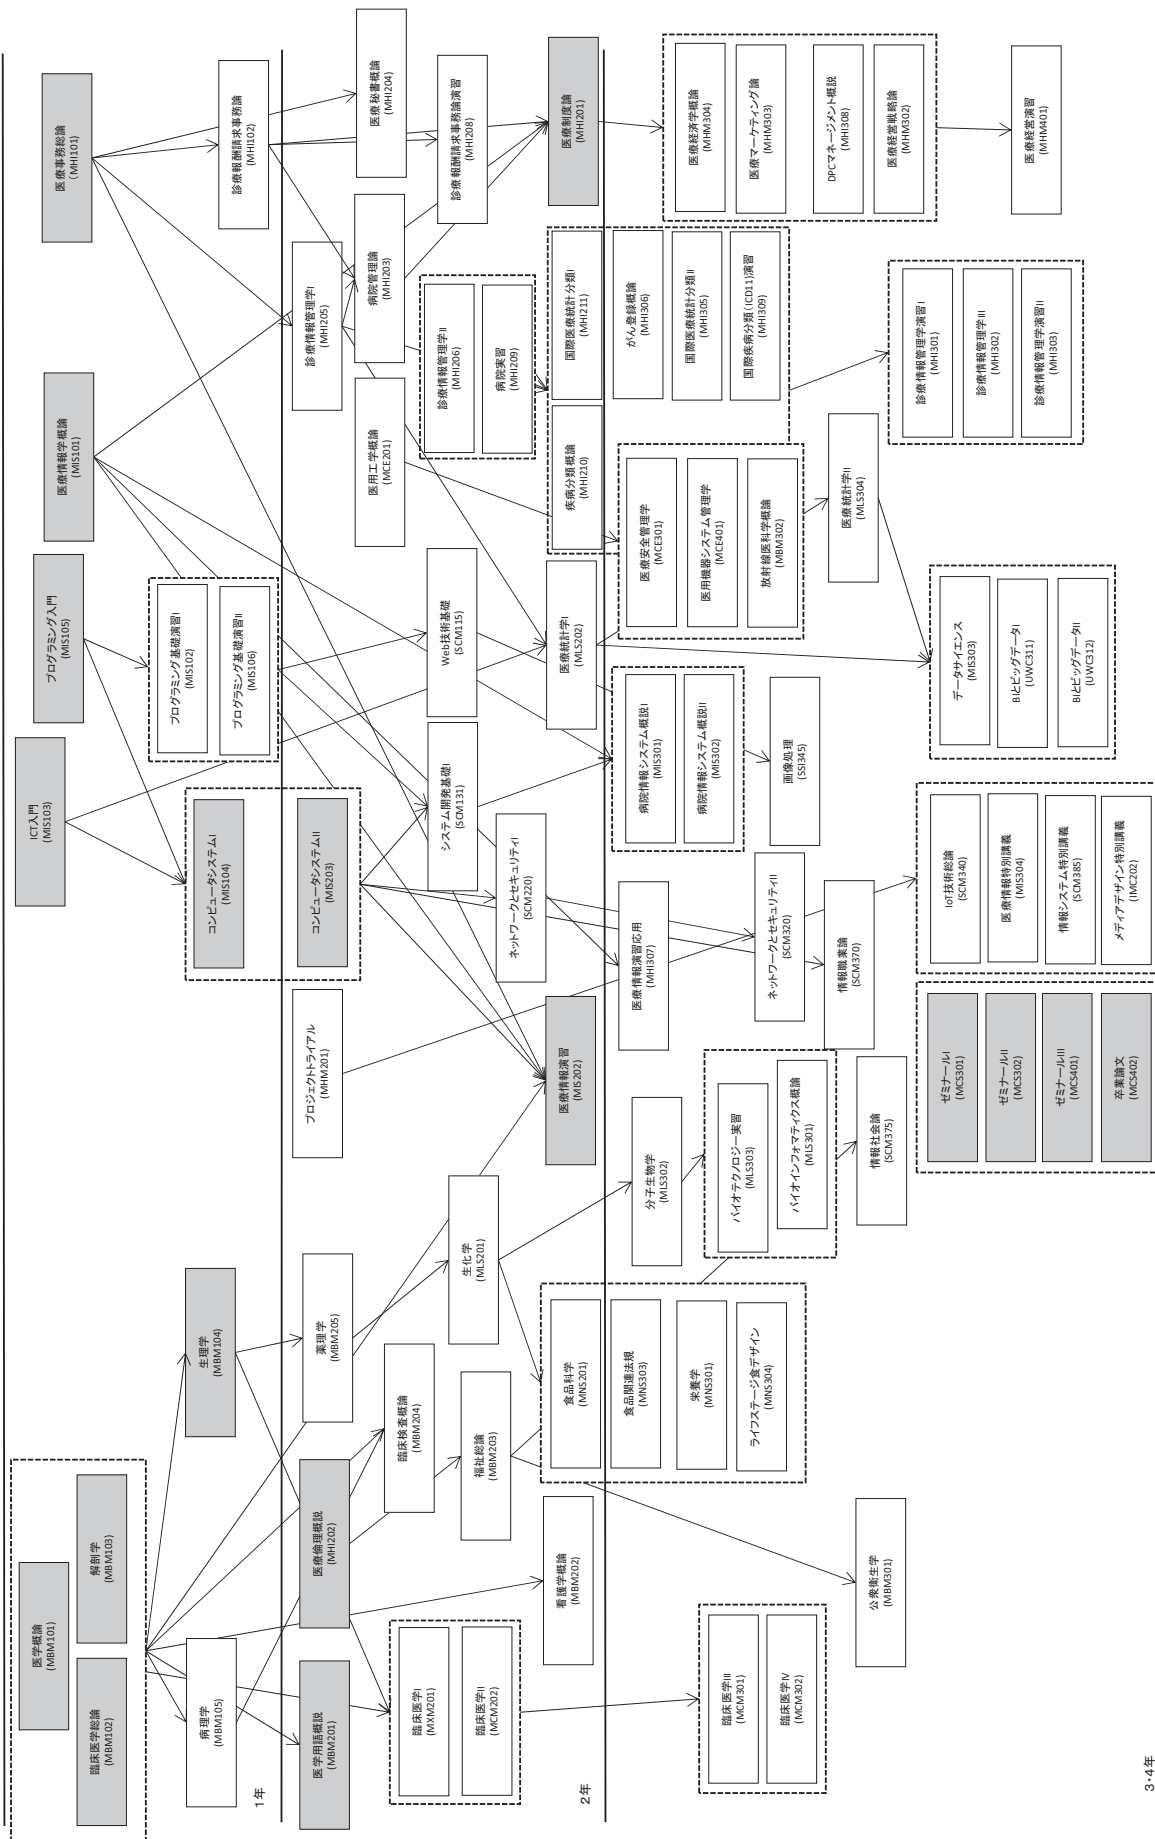 医学概論
(MBM101)
臨床医学総論
(MBM102)
解剖学
(MBM103)
ICT入門
(MIS103)
プログラミング入門
(MIS105)
医療情報学概論
(MIS101)
医療事務総論
(MHI101)
病理学
(MBM105)
生理学
(MBM104)
コンピュータシステムI
(MIS104)
プログラミング基礎演習I
(MIS102)
プログラミング基礎演習II
(MIS106)
診療報酬請求事務論
(MHI102)
1年
医学用語概説
(MBM201)
医療倫理概説
(MHI202)
薬理学
(MBM205)
プロジェクトトライアル
(MHM201)
コンピュータシステムII
(MIS203)
診療情報管理学I
(MHI205)
臨床検査概論
(MBM204)
医用工学概論
(MCE201)
病院管理論
(MHI203)
医療秘書概論
(MHI204)
臨床医学I
(MXM201)
臨床医学II
(MCM202)
福祉総論
(MBM203)
生化学
(MLS201)
システム開発基礎I
(SCM131)
Web技術基礎
(SCM115)
診療情報管理学II
(MHI206)
病院実習
(MHI209)
診療報酬請求事務論演習
(MHI208)
ネットワークとセキュリティI
(SCM220)
看護学概論
(MBM202)
食品科学
(MNS201)
医療情報演習
(MIS202)
医療統計学I
(MLS202)
疾病分類概論
(MHI210)
国際医療統計分類I
(MHI211)
医療制度論
(MHI201)
2年
食品関連法規
(MNS303)
栄養学
(MNS301)
ライフステージ食デザイン
(MNS304)
分子生物学
(MLS302)
医療情報演習応用
(MHI307)
病院情報システム概説I
(MIS301)
病院情報システム概説II
(MIS302)
医療安全管理学
(MCE301)
医用機器システム管理学
(MCE401)
放射線医科学概論
(MBM302)
がん登録概論
(MHI306)
国際医療統計分類II
(MHI305)
国際疾病分類(ICD11)演習
(MHI309)
医療経済学概論
(MHM304)
医療マーケティング論
(MHM303)
DPCマネージメント概説
(MHI308)
医療経営戦略論
(MHM302)
臨床医学III
(MCM301)
臨床医学IV
(MCM302)
バイオテクノロジー実習
(MLS303)
バイオインフォマティクス概論
(MLS301)
ネットワークとセキュリティII
(SCM320)
画像処理
(SSI345)
公衆衛生学
(MBM301)
情報社会論
(SCM375)
情報職業論
(SCM370)
医療統計学II
(MLS304)
ゼミナールI
(MCS301)
ゼミナールII
(MCS302)
ゼミナールIII
(MCS401)
卒業論文
(MCS402)
IoT技術総論
(SCM340)
医療情報特別講義
(MIS304)
情報システム特別講義
(SCM385)
メディアデザイン特別講義
(IMC202)
データサイエンス
(MIS303)
BIとビッグデータI
(UWC311)
BIとビッグデータII
(UWC312)
診療情報管理学演習I
(MHI301)
診療情報管理学III
(MHI302)
診療情報管理学演習II
(MHI303)
医療経営演習
(MHM401)
3・4年